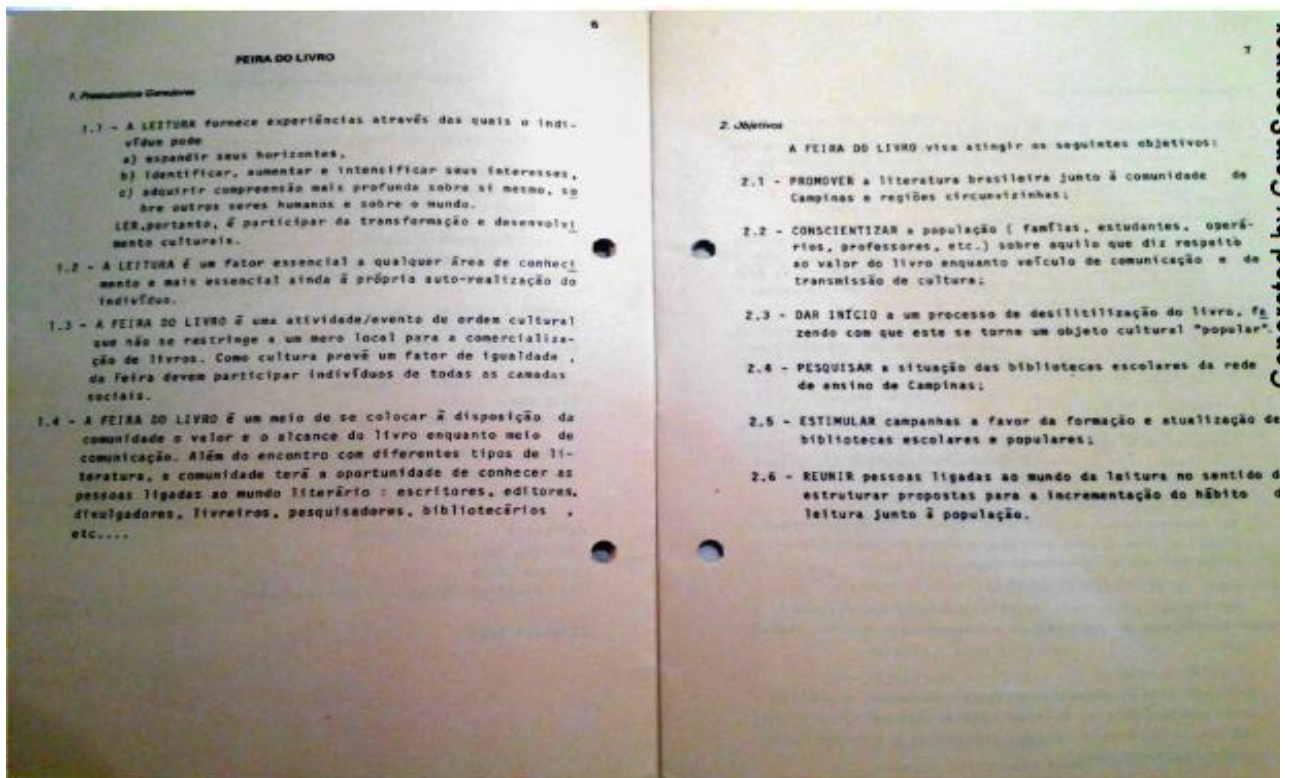 6
FEIRA DO LIVRO
1. Pressupostos Geradores
1.1 - A LEITURA fornece experiências através das quais o indi-
víduo pode
a) expandir seus horizontes,
b) identificar, aumentar e intensificar seus interesses,
c) adquirir compreensão mais profunda sobre si mesmo, so
bre outros seres humanos e sobre o mundo.
LER,portanto, é participar da transformação e desenvolvi
mento culturais.
1.2 - A LEITURA é um fator essencial a qualquer área de conheci
mento e mais essencial ainda à própria auto-realização do
indivíduo.
1.3 - A FEIRA DO LIVRO é uma atividade/evento de ordem cultural
que não se restringe a um mero local para a comercializa-
ção de livros. Como cultura prevê um fator de igualdade ,
da Feira devem participar indivíduos de todas as camadas
sociais.
1.4 - A FEIRA DO LIVRO é um meio de se colocar à disposição da
comunidade o valor e o alcance do livro enquanto meio de
comunicação. Além do encontro com diferentes tipos de li-
teratura, a comunidade terá a oportunidade de conhecer as
pessoas ligadas ao mundo literário : escritores, editores,
divulgadores, livreiros, pesquisadores, bibliotecários ,
etc....
7
2. Objetivos
A FEIRA DO LIVRO visa atingir os seguintes objetivos:
2.1 - PROMOVER a literatura brasileira junto à comunidade de
Campinas e regiões circunvizinhas;
2.2 - CONSCIENTIZAR a população ( famílias, estudantes, operá-
rios, professores, etc.) sobre aquilo que diz respeito
ao valor do livro enquanto veículo de comunicação e de
transmissão de cultura;
2.3 - DAR INÍCIO a um processo de desilitilização do livro, fa
zendo com que este se torne um objeto cultural "popular".
2.4 - PESQUISAR a situação das bibliotecas escolares da rede
de ensino de Campinas;
2.5 - ESTIMULAR campanhas a favor da formação e atualização de
bibliotecas escolares e populares;
2.6 - REUNIR pessoas ligadas ao mundo da leitura no sentido d
estruturar propostas para a incrementação do hábito d
leitura junto à população.
Generated by CamScanner